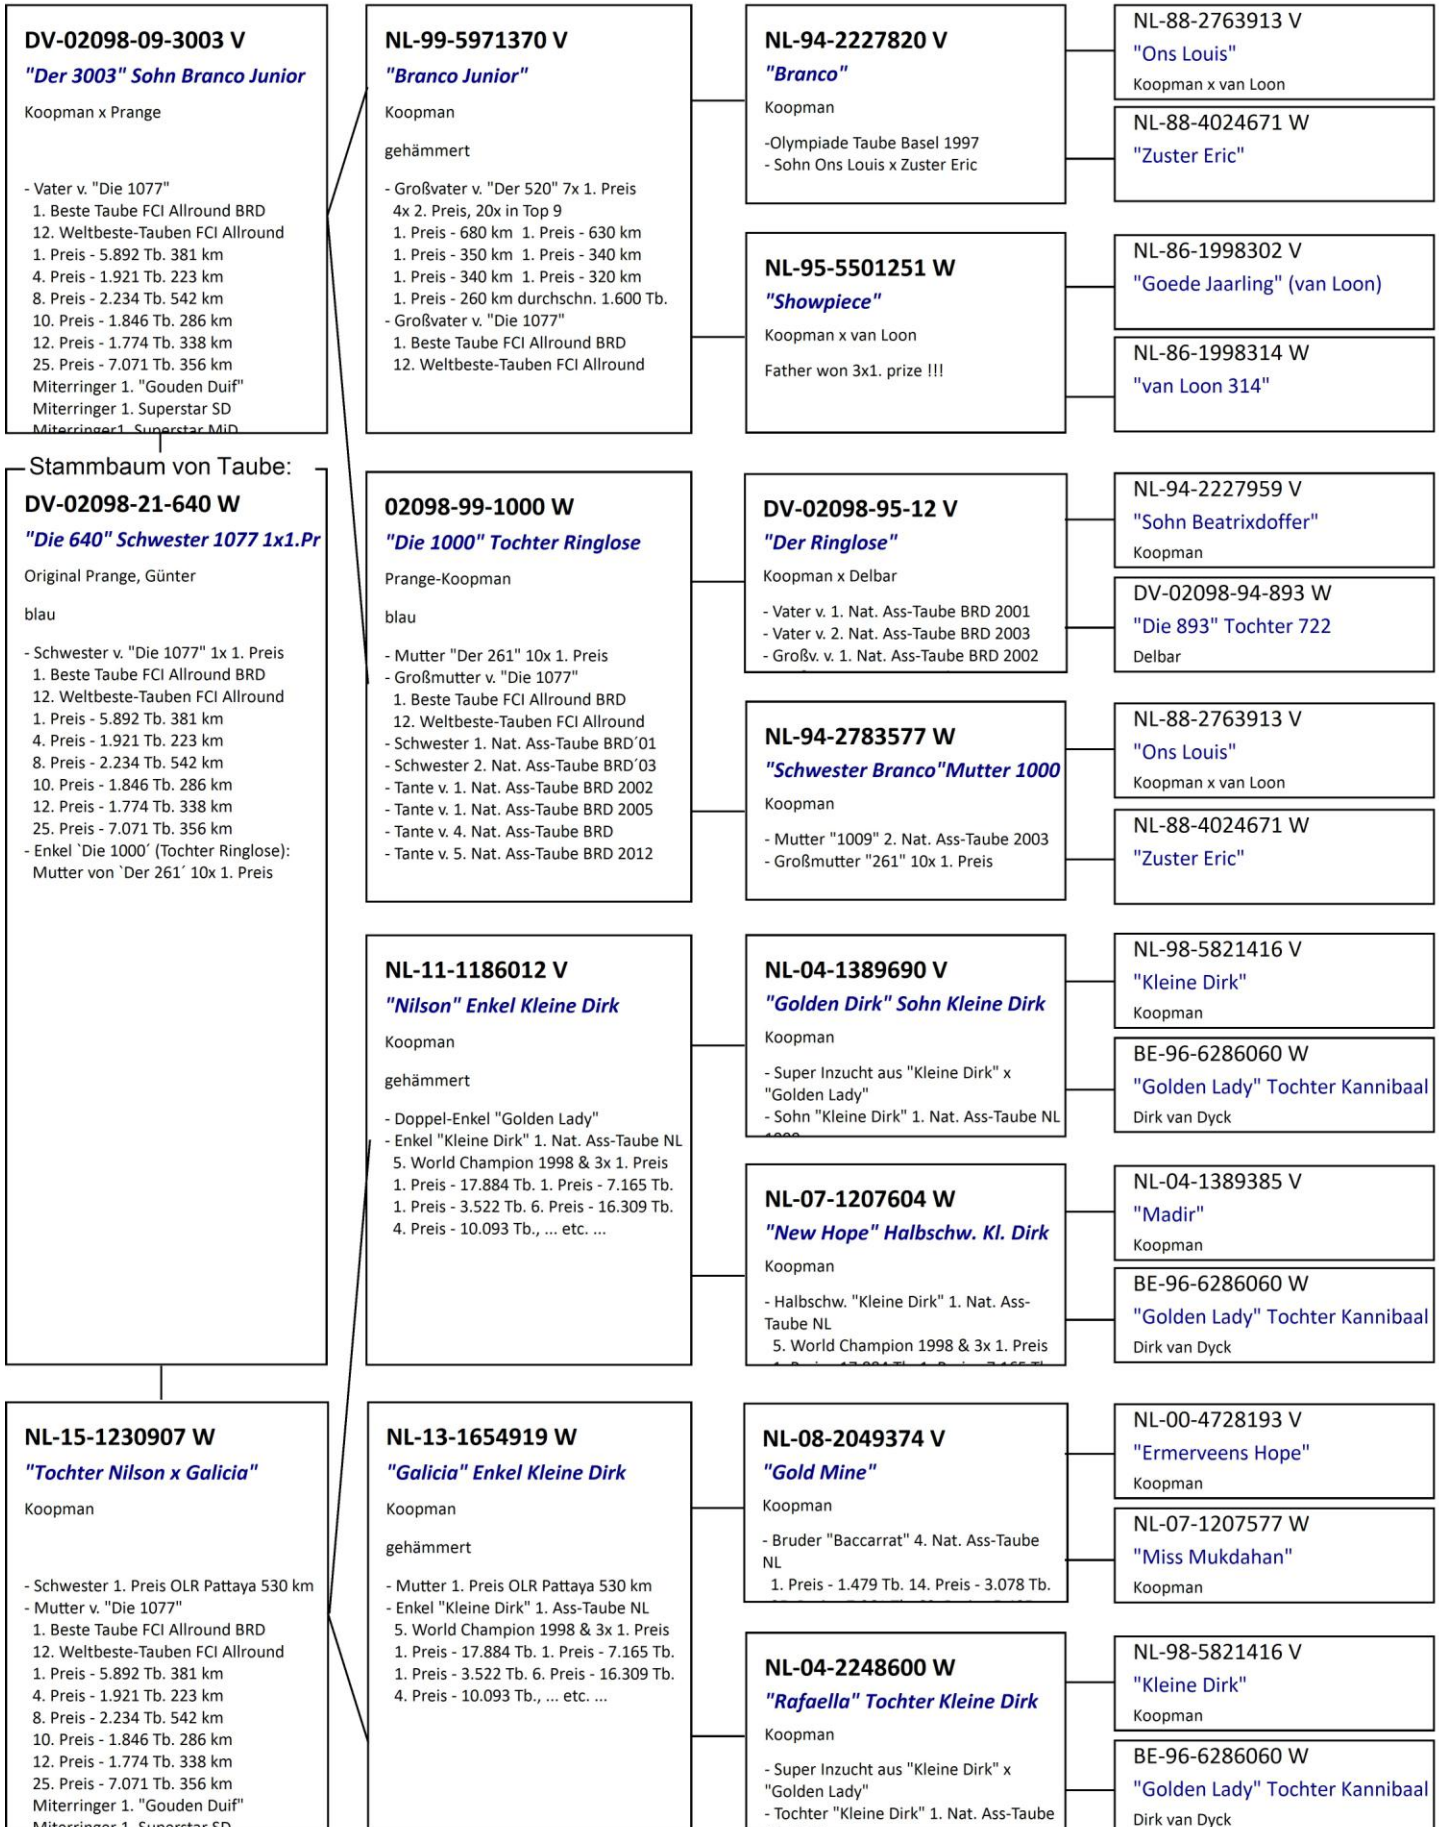 DV-02098-09-3003 V
"Der 3003" Sohn Branco Junior
Koopman x Prange
- Vater v. "Die 1077"
1. Beste Taube FCI Allround BRD
12. Weltbeste-Tauben FCI Allround
1. Preis - 5.892 Tb. 381 km
4. Preis - 1.921 Tb. 223 km
8. Preis - 2.234 Tb. 542 km
10. Preis - 1.846 Tb. 286 km
12. Preis - 1.774 Tb. 338 km
25. Preis - 7.071 Tb. 356 km
Miterringer 1. "Gouden Duif"
Miterringer 1. Superstar SD
Miterringer1. Superstar MiD
Stammbaum von Taube:
DV-02098-21-640 W
"Die 640" Schwester 1077 1x1.Pr
Original Prange, Günter
blau
- Schwester v. "Die 1077" 1x 1. Preis
1. Beste Taube FCI Allround BRD
12. Weltbeste-Tauben FCI Allround
1. Preis - 5.892 Tb. 381 km
4. Preis - 1.921 Tb. 223 km
8. Preis - 2.234 Tb. 542 km
10. Preis - 1.846 Tb. 286 km
12. Preis - 1.774 Tb. 338 km
25. Preis - 7.071 Tb. 356 km
- Enkel `Die 1000´ (Tochter Ringlose):
Mutter von `Der 261´ 10x 1. Preis
NL-15-1230907 W
"Tochter Nilson x Galicia"
Koopman
- Schwester 1. Preis OLR Pattaya 530 km
- Mutter v. "Die 1077"
1. Beste Taube FCI Allround BRD
12. Weltbeste-Tauben FCI Allround
1. Preis - 5.892 Tb. 381 km
4. Preis - 1.921 Tb. 223 km
8. Preis - 2.234 Tb. 542 km
10. Preis - 1.846 Tb. 286 km
12. Preis - 1.774 Tb. 338 km
25. Preis - 7.071 Tb. 356 km
Miterringer 1. "Gouden Duif"
Miterringer 1. Superstar SD
NL-99-5971370 V
"Branco Junior"
Koopman
gehämmert
- Großvater v. "Der 520" 7x 1. Preis
4x 2. Preis, 20x in Top 9
1. Preis - 680 km 1. Preis - 630 km
1. Preis - 350 km 1. Preis - 340 km
1. Preis - 340 km 1. Preis - 320 km
1. Preis - 260 km durchschn. 1.600 Tb.
- Großvater v. "Die 1077"
1. Beste Taube FCI Allround BRD
12. Weltbeste-Tauben FCI Allround
02098-99-1000 W
"Die 1000" Tochter Ringlose
Prange-Koopman
blau
- Mutter "Der 261" 10x 1. Preis
- Großmutter v. "Die 1077"
1. Beste Taube FCI Allround BRD
12. Weltbeste-Tauben FCI Allround
- Schwester 1. Nat. Ass-Taube BRD´01
- Schwester 2. Nat. Ass-Taube BRD´03
- Tante v. 1. Nat. Ass-Taube BRD 2002
- Tante v. 1. Nat. Ass-Taube BRD 2005
- Tante v. 4. Nat. Ass-Taube BRD
- Tante v. 5. Nat. Ass-Taube BRD 2012
NL-11-1186012 V
"Nilson" Enkel Kleine Dirk
Koopman
gehämmert
- Doppel-Enkel "Golden Lady"
- Enkel "Kleine Dirk" 1. Nat. Ass-Taube NL
5. World Champion 1998 & 3x 1. Preis
1. Preis - 17.884 Tb. 1. Preis - 7.165 Tb.
1. Preis - 3.522 Tb. 6. Preis - 16.309 Tb.
4. Preis - 10.093 Tb., ... etc. ...
NL-13-1654919 W
"Galicia" Enkel Kleine Dirk
Koopman
gehämmert
- Mutter 1. Preis OLR Pattaya 530 km
- Enkel "Kleine Dirk" 1. Ass-Taube NL
5. World Champion 1998 & 3x 1. Preis
1. Preis - 17.884 Tb. 1. Preis - 7.165 Tb.
1. Preis - 3.522 Tb. 6. Preis - 16.309 Tb.
4. Preis - 10.093 Tb., ... etc. ...
NL-94-2227820 V
"Branco"
Koopman
-Olympiade Taube Basel 1997
- Sohn Ons Louis x Zuster Eric
NL-95-5501251 W
"Showpiece"
Koopman x van Loon
Father won 3x1. prize !!!
DV-02098-95-12 V
"Der Ringlose"
Koopman x Delbar
- Vater v. 1. Nat. Ass-Taube BRD 2001
- Vater v. 2. Nat. Ass-Taube BRD 2003
- Großv. v. 1. Nat. Ass-Taube BRD 2002
NL-94-2783577 W
"Schwester Branco"Mutter 1000
Koopman
- Mutter "1009" 2. Nat. Ass-Taube 2003
- Großmutter "261" 10x 1. Preis
NL-04-1389690 V
"Golden Dirk" Sohn Kleine Dirk
Koopman
- Super Inzucht aus "Kleine Dirk" x
"Golden Lady"
- Sohn "Kleine Dirk" 1. Nat. Ass-Taube NL
NL-07-1207604 W
"New Hope" Halbschw. Kl. Dirk
Koopman
- Halbschw. "Kleine Dirk" 1. Nat. Ass-
Taube NL
5. World Champion 1998 & 3x 1. Preis
NL-08-2049374 V
"Gold Mine"
Koopman
- Bruder "Baccarrat" 4. Nat. Ass-Taube
NL
1. Preis - 1.479 Tb. 14. Preis - 3.078 Tb.
NL-04-2248600 W
"Rafaella" Tochter Kleine Dirk
Koopman
- Super Inzucht aus "Kleine Dirk" x
"Golden Lady"
- Tochter "Kleine Dirk" 1. Nat. Ass-Taube
NL-88-2763913 V
"Ons Louis"
Koopman x van Loon
NL-88-4024671 W
"Zuster Eric"
NL-86-1998302 V
"Goede Jaarling" (van Loon)
NL-86-1998314 W
"van Loon 314"
NL-94-2227959 V
"Sohn Beatrixdoffer"
Koopman
DV-02098-94-893 W
"Die 893" Tochter 722
Delbar
NL-88-2763913 V
"Ons Louis"
Koopman x van Loon
NL-88-4024671 W
"Zuster Eric"
NL-98-5821416 V
"Kleine Dirk"
Koopman
BE-96-6286060 W
"Golden Lady" Tochter Kannibaal
Dirk van Dyck
NL-04-1389385 V
"Madir"
Koopman
BE-96-6286060 W
"Golden Lady" Tochter Kannibaal
Dirk van Dyck
NL-00-4728193 V
"Ermerveens Hope"
Koopman
NL-07-1207577 W
"Miss Mukdahan"
Koopman
NL-98-5821416 V
"Kleine Dirk"
Koopman
BE-96-6286060 W
"Golden Lady" Tochter Kannibaal
Dirk van Dyck